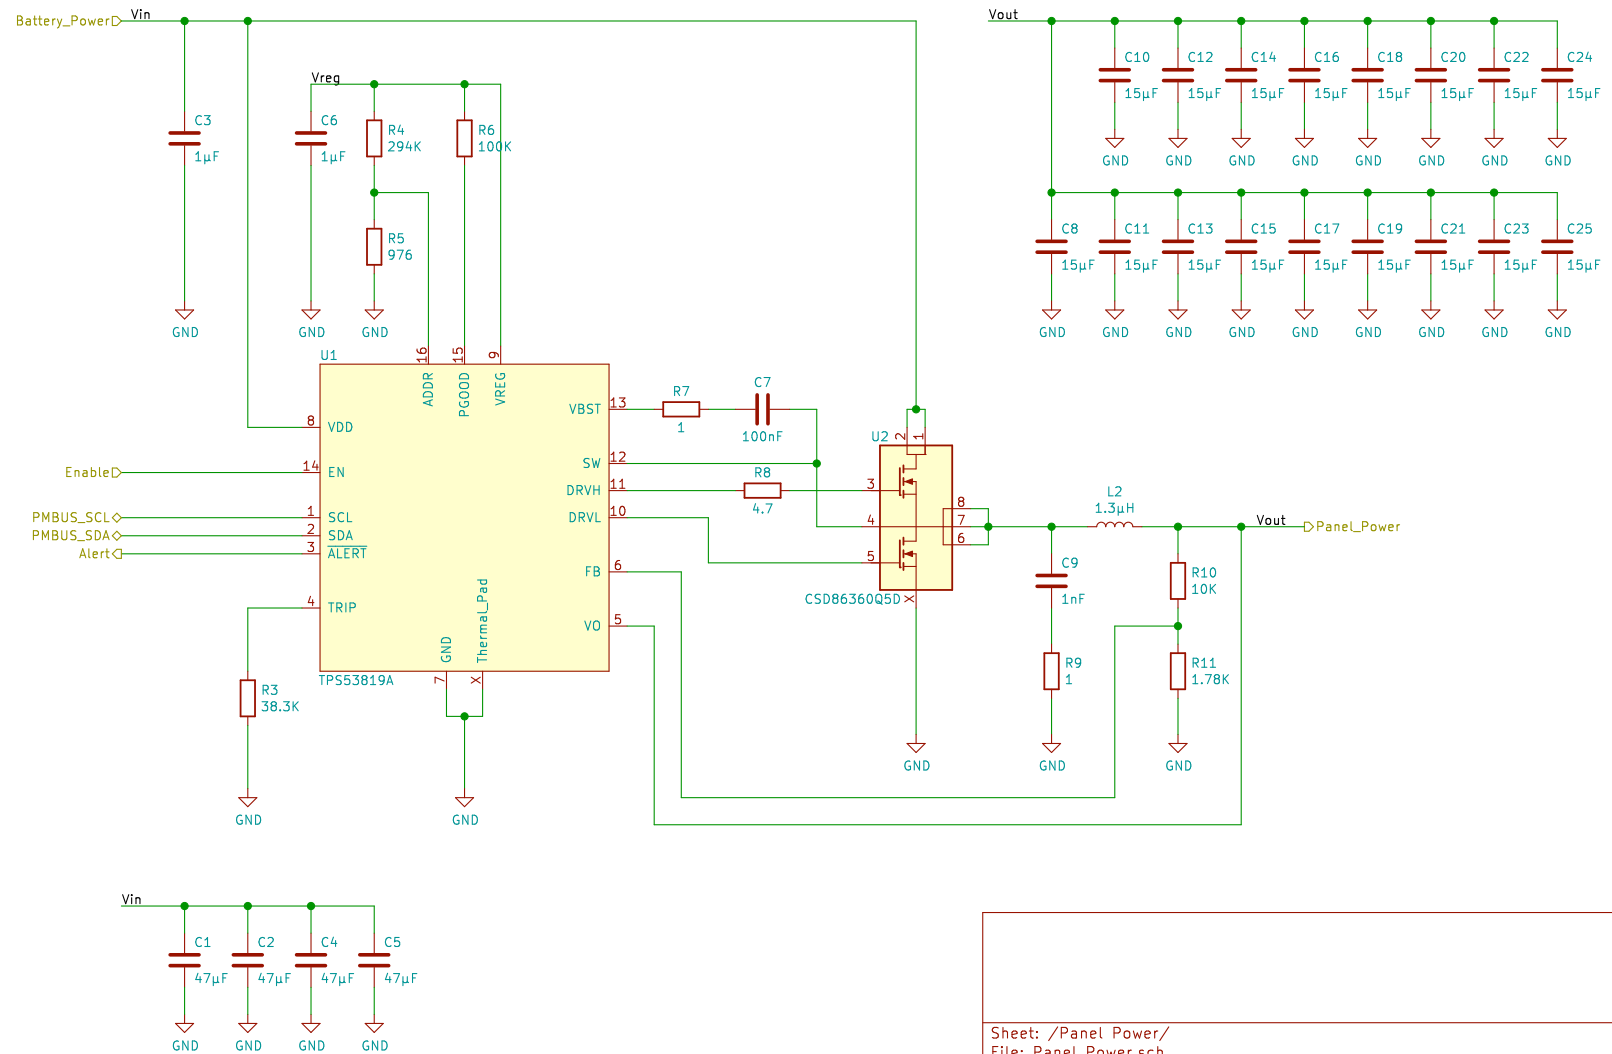 Battery_Power
Vin
Vout
C10
15µF
C12
15µF
C14
15µF
C16
15µF
C18
15µF
C20
15µF
C22
15µF
C24
15µF
GND
GND
GND
GND
GND
GND
GND
GND
Vreg
C3
1µF
C6
1µF
R4
294K
R6
100K
R5
976
GND
GND
GND
C8
15µF
C11
15µF
C13
15µF
C15
15µF
C17
15µF
C19
15µF
C21
15µF
C23
15µF
C25
15µF
GND
GND
GND
GND
GND
GND
GND
GND
GND
U1
16
15
9
ADDR
PGOOD
VREG
8
VDD
14
EN
1
SCL
2
SDA
3
ALERT
4
TRIP
Enable
PMBUS_SCL
PMBUS_SDA
Alert
VBST
13
SW
12
DRVH
11
DRVL
10
FB
6
VO
5
GND
Thermal_Pad
7
X
TPS53819A
R7
1
C7
100nF
R8
4.7
U2
2
1
3
4
5
8
7
6
X
CSD86360Q5D
L2
1.3µH
Vout
Panel_Power
C9
1nF
R10
10K
R9
1
R11
1.78K
R3
38.3K
GND
GND
GND
GND
GND
Vin
C1
47µF
C2
47µF
C4
47µF
C5
47µF
GND
GND
GND
GND
Sheet: /Panel Power/
File: Panel Power.sch